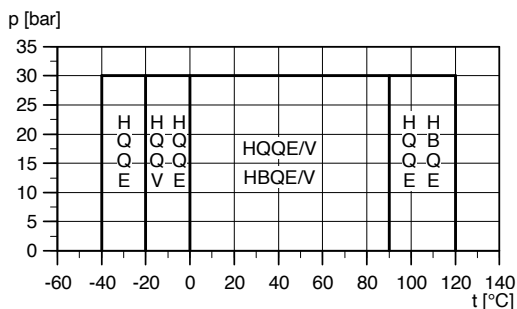 p [bar]
35
30
25
20
15
10
5
0
H H H H H
Q Q Q Q B
Q Q Q Q Q
E V E E E
HQQE/V
HBQE/V
-60 -40 -20 0 20 40 60 80 100 120 140
t [°C]